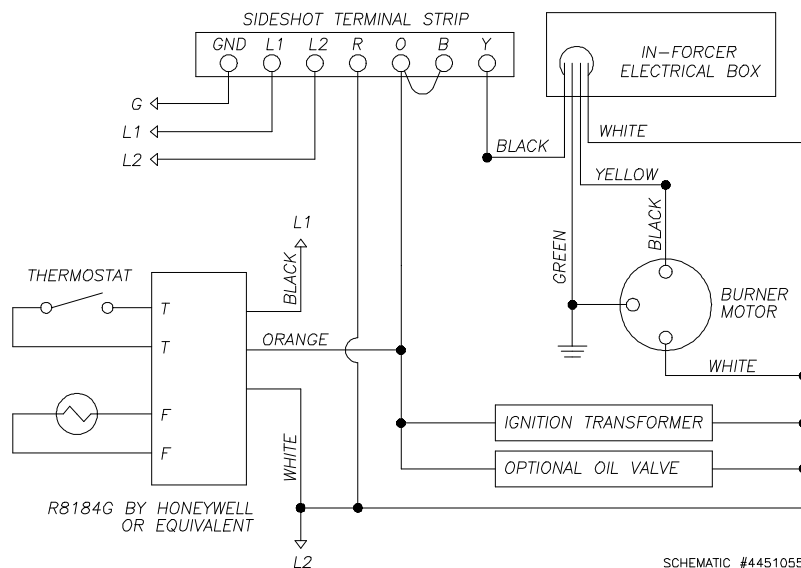 SIDESHOT TERMINAL STRIP
GND L1 L2 R O B Y
IN-FORCER
ELECTRICAL BOX
G
L1
L2
BLACK
WHITE
YELLOW
BLACK
GREEN
L1
BLACK
THERMOSTAT
T
T
F
F
ORANGE
WHITE
BURNER
MOTOR
WHITE
IGNITION TRANSFORMER
OPTIONAL OIL VALVE
R8184G BY HONEYWELL
OR EQUIVALENT
L2
SCHEMATIC #4451055